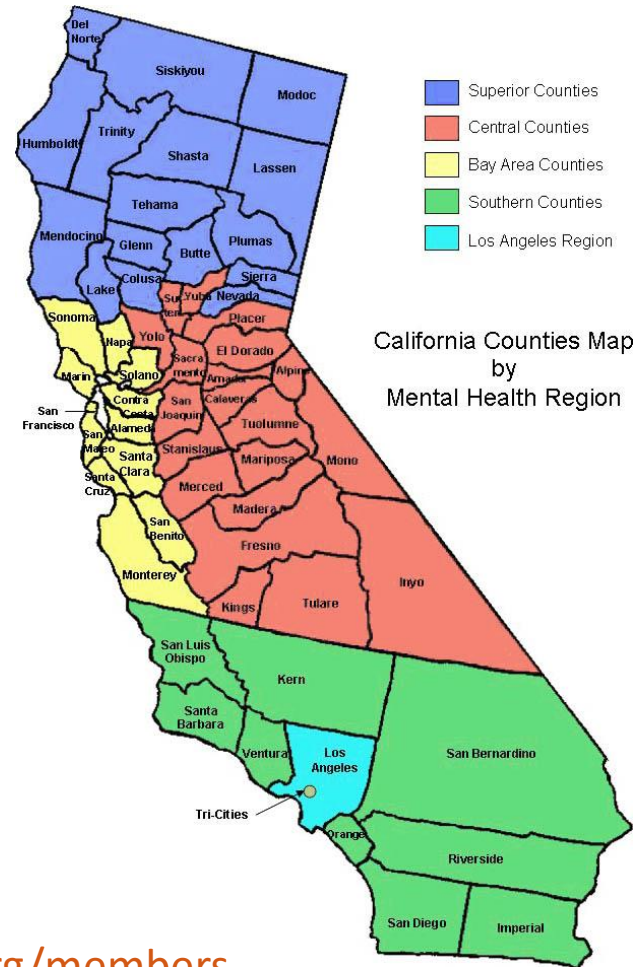 Del
Norte
Siskiyou
Modoc
Humboldt
Trinity
Shasta
Lassen
Tehama
Mendocino
Glenn
Butte
Plumas
Colusa
Sierra
Lake
Nevada
Su
tter
Yuba
Placer
Sonoma
Napa
Yolo
El Dorado
Sacra
mento
Solano
Marin
Amador
Alpine
Contra
Costa
San
Joaquin
Calaveras
San
Francisco
Alameda
Tuolumne
San
Mateo
Santa
Clara
Stanislaus
Mariposa
Mono
Santa
Cruz
Merced
Madera
San
Benito
Fresno
Monterey
Inyo
Kings
Tulare
San Luis
Obispo
Kern
Santa
Barbara
Ventura
Los
Angeles
San Bernardino
Tri-Cities
Orange
Riverside
San Diego
Imperial
Superior Counties
Central Counties
Bay Area Counties
Southern Counties
Los Angeles Region
California Counties Map
by
Mental Health Region
rg/members